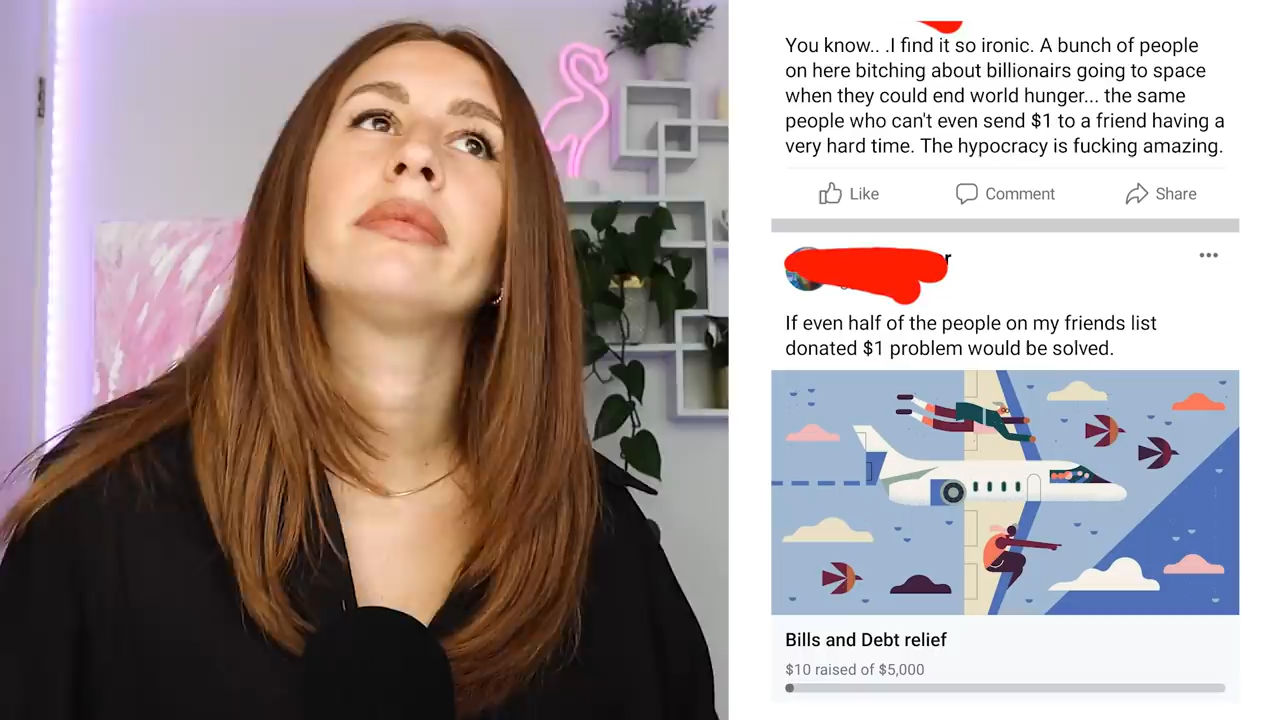 You know.. .I find it so ironic. A bunch of people
on here bitching about billionairs going to space
when they could end world hunger... the same
people who can't even send $1 to a friend having a
very hard time. The hypocracy is fucking amazing.
Like Comment Share
If even half of the people on my friends list
donated $1 problem would be solved.
Bills and Debt relief
$10 raised of $5,000